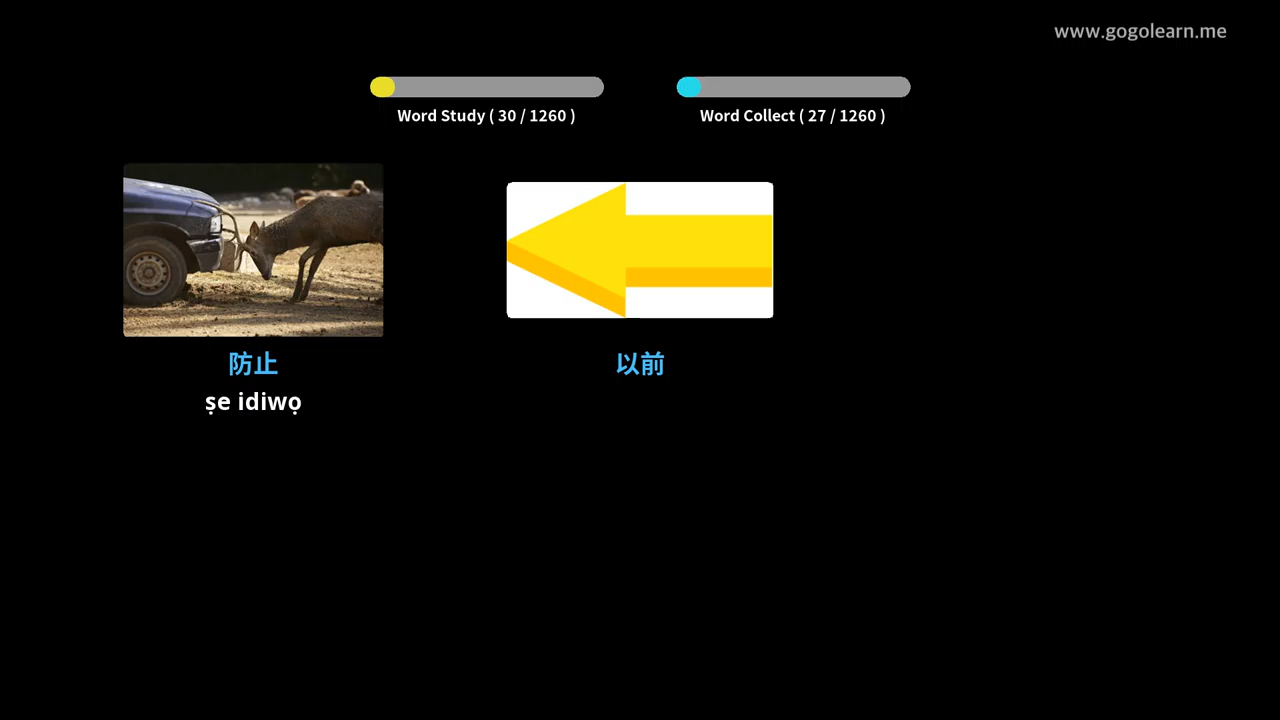 www.gogolearn.me
Word Study ( 30 / 1260 )
Word Collect ( 27 / 1260 )
防止
ṣe idiwọ
以前